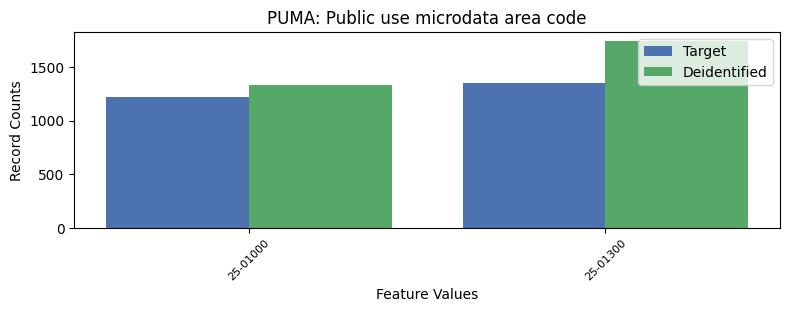 PUMA: Public use microdata area code
Target
Deidentified
1500
1000
500
0
Record Counts
25-01000
25-01300
Feature Values